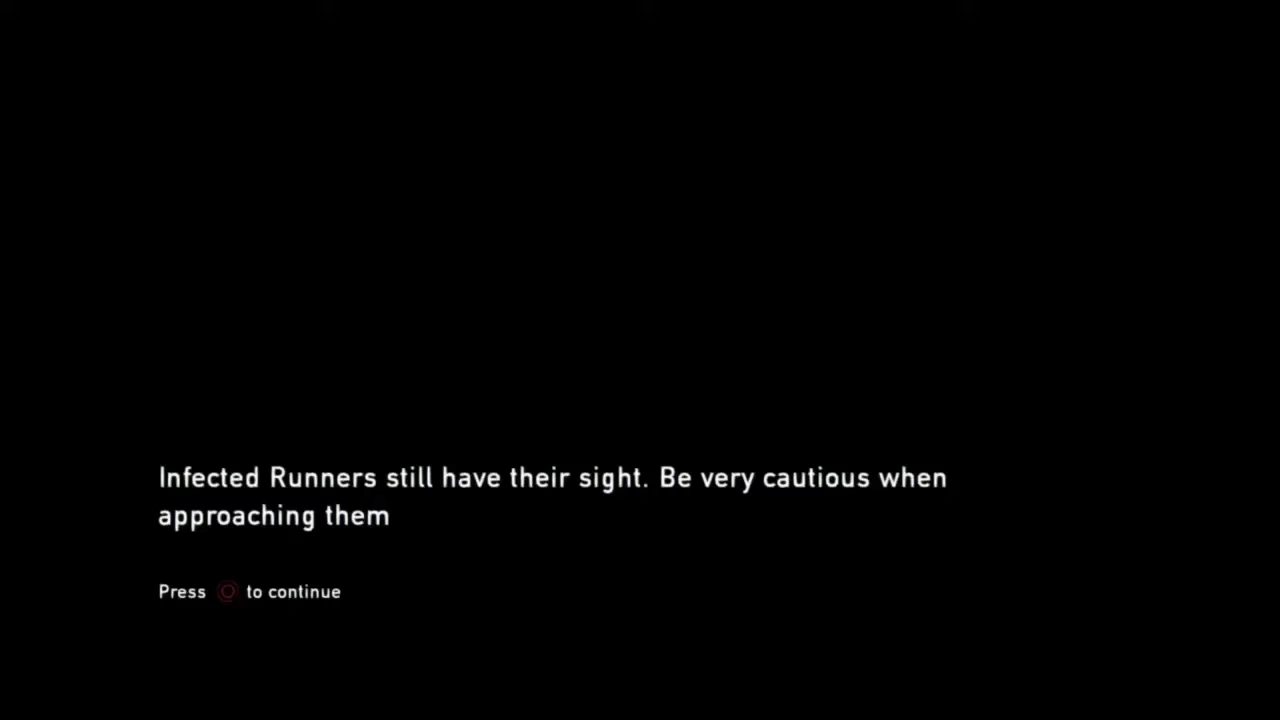 Infected Runners still have their sight. Be very cautious when
approaching them
Press to continue